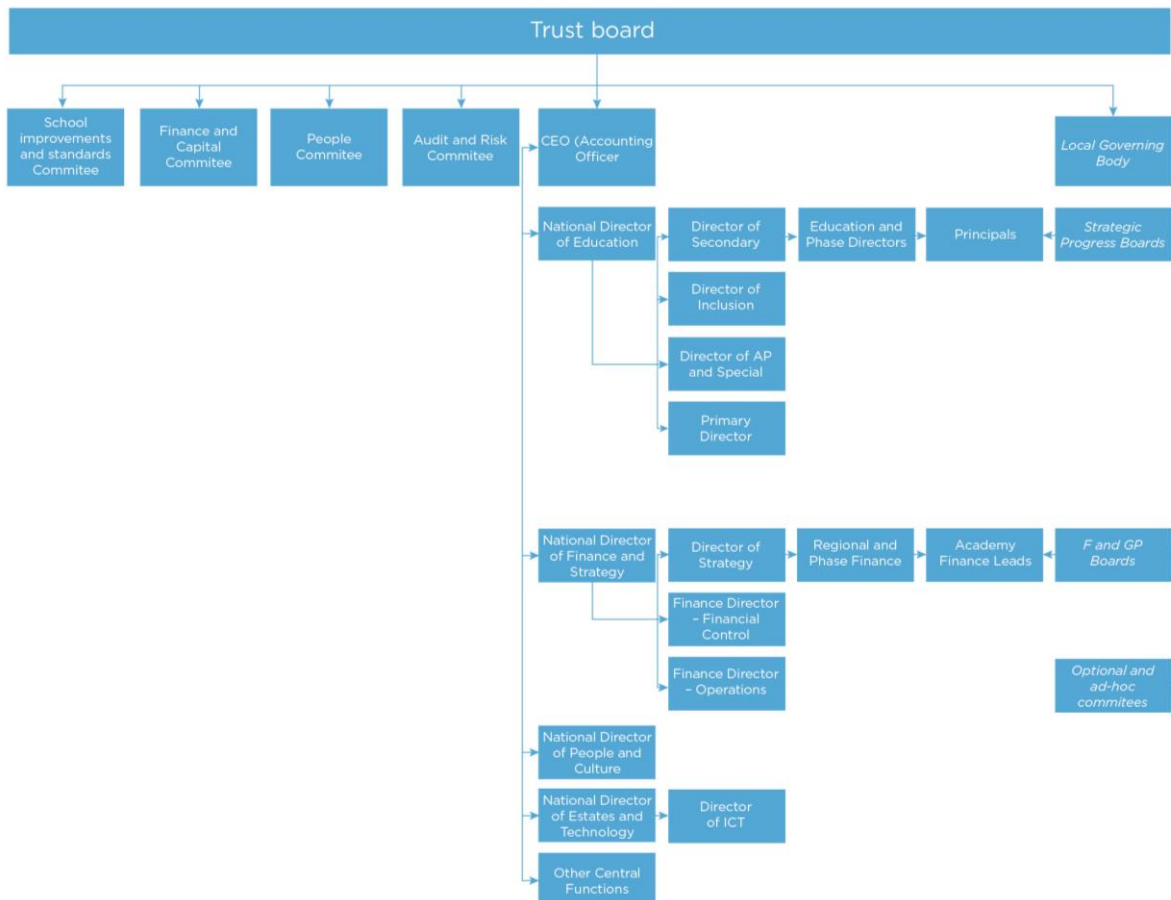 Trust board
School
improvements
and standards
Commitee
Finance and
Capital
Commitee
People
Commitee
Audit and Risk
Commitee
CEO (Accounting
Officer
Local Governing
Body
National Director
of Education
Director of
Secondary
Education and
Phase Directors
Principals
Strategic
Progress Boards
Director of
Inclusion
Director of AP
and Special
Primary
Director
National Director
of Finance and
Strategy
Director of
Strategy
Regional and
Phase Finance
Academy
Finance Leads
F and GP
Boards
Finance Director
– Financial
Control
Finance Director
– Operations
Optional and
ad-hoc
commitees
National Director
of People and
Culture
National Director
of Estates and
Technology
Director
of ICT
Other Central
Functions